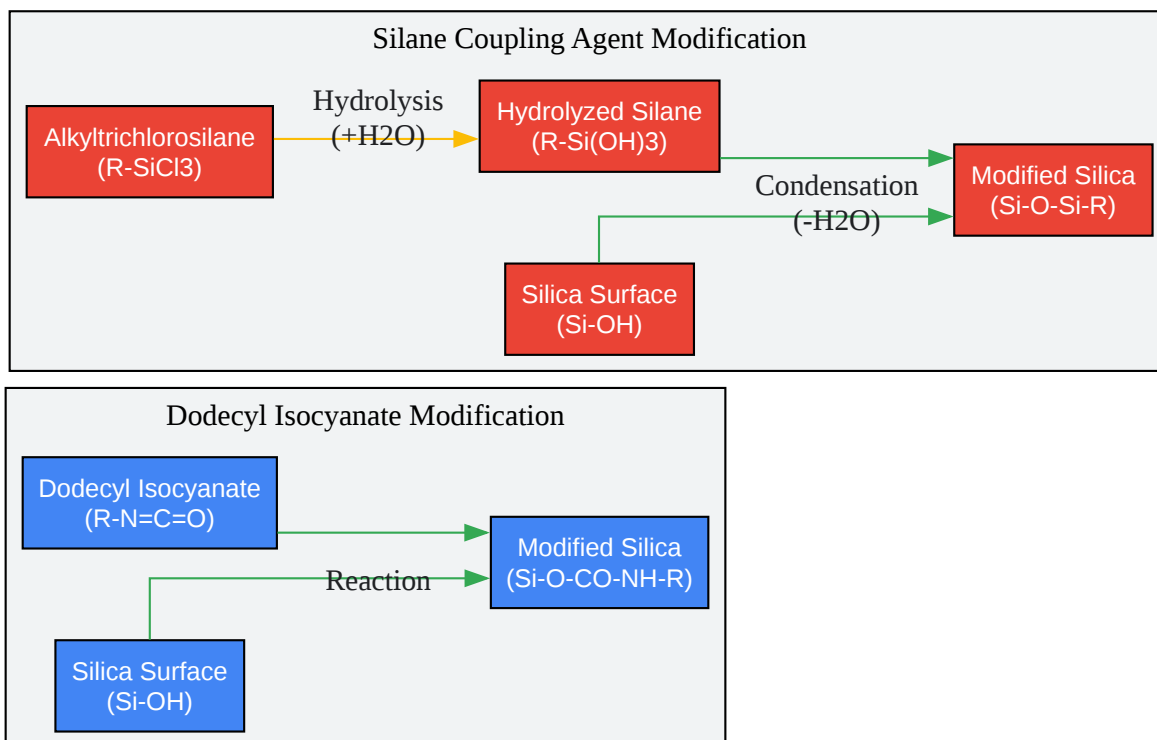 Silane Coupling Agent Modification
Alkyltrichlorosilane
(R-SiCl3)
Hydrolysis
(+H2O)
Hydrolyzed Silane
(R-Si(OH)3)
Condensation
(-H2O)
Modified Silica
(Si-O-Si-R)
Silica Surface
(Si-OH)
Dodecyl Isocyanate Modification
Dodecyl Isocyanate
(R-N=C=O)
Reaction
Modified Silica
(Si-O-CO-NH-R)
Silica Surface
(Si-OH)